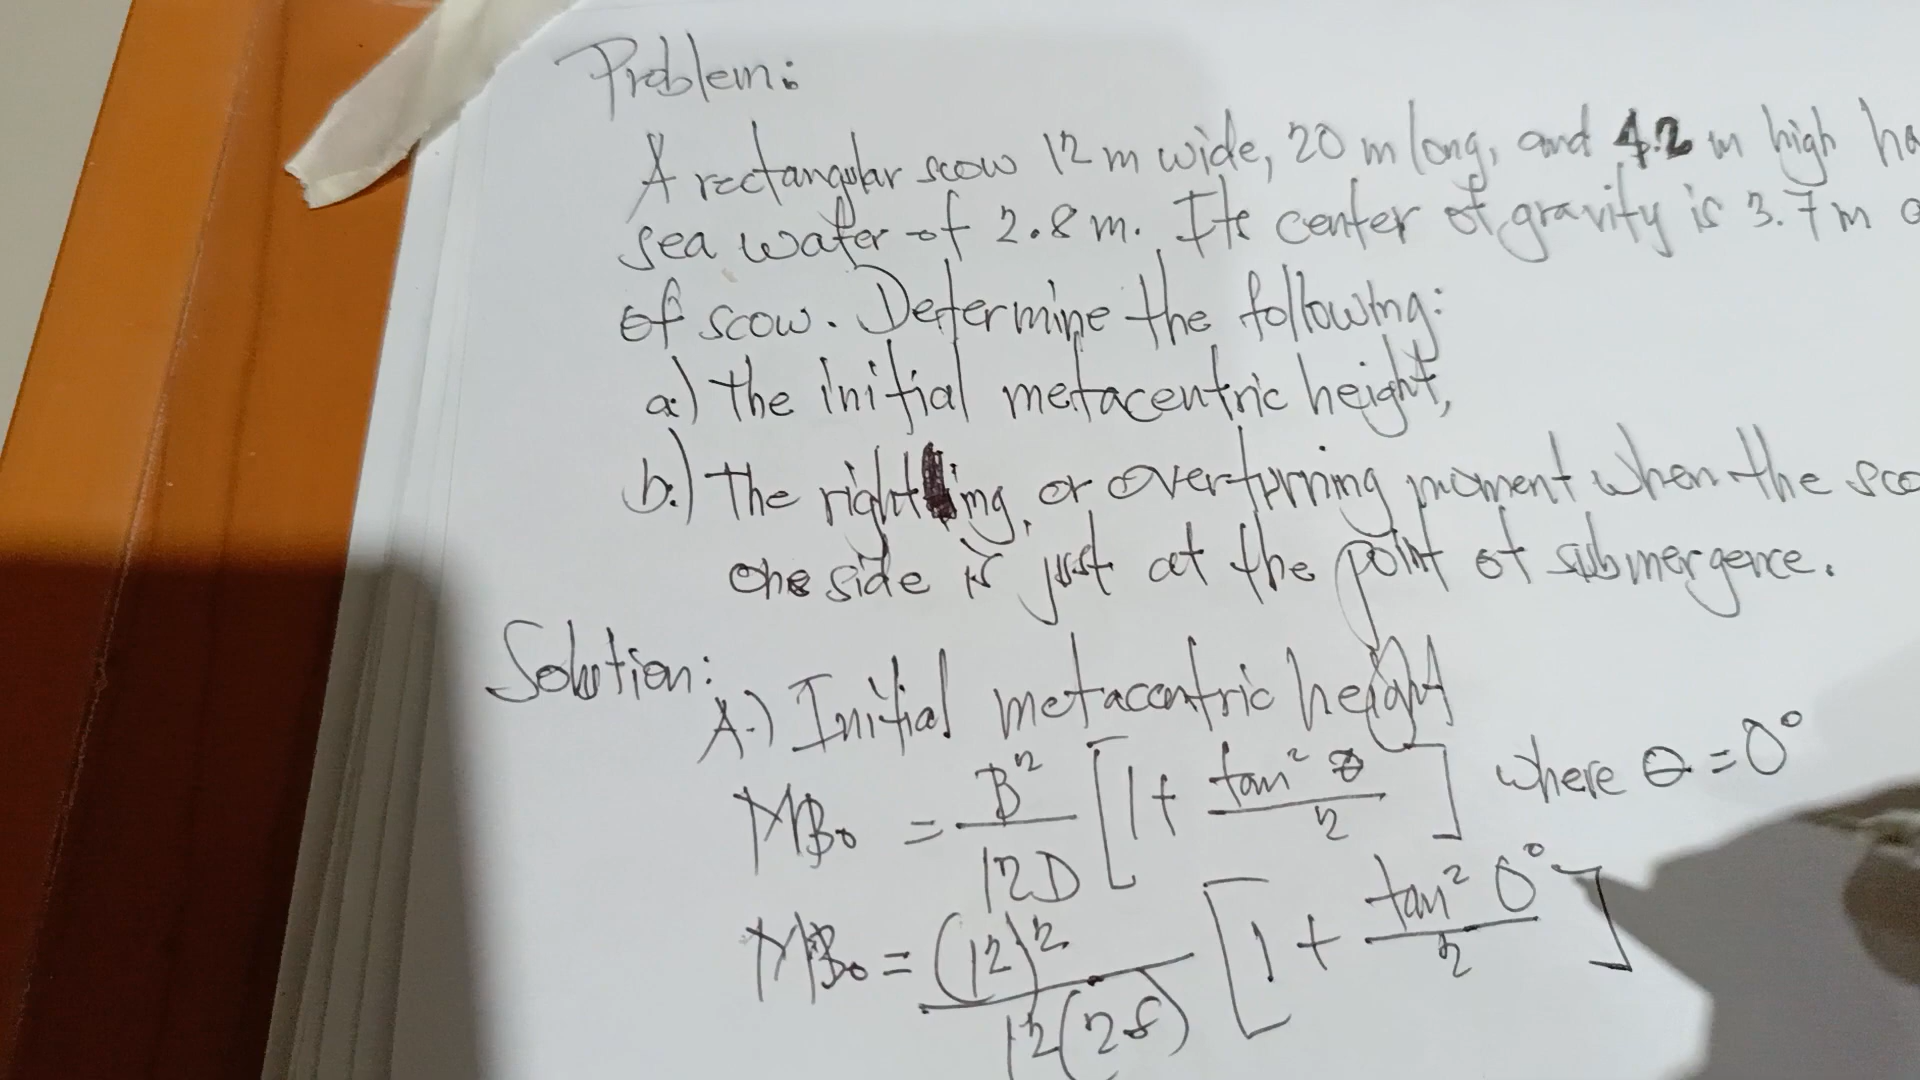 Problem:
A rectangular scow 12 m wide, 20 m long, and 4.2 m high ha
sea water of 2.8 m. Its center of gravity is 3.7 m
of scow. Determine the following:
a.) the initial metacentric height,
b.) the righting, or overturning moment when the sco
one side is just at the point of submergence.
Solution:
A.) Initial metacentric height
MB₀ = B²/12D [1 + tan² θ/2] where θ = 0°
MB₀ = (12)²/12(2.8) [1 + tan² 0°/2]